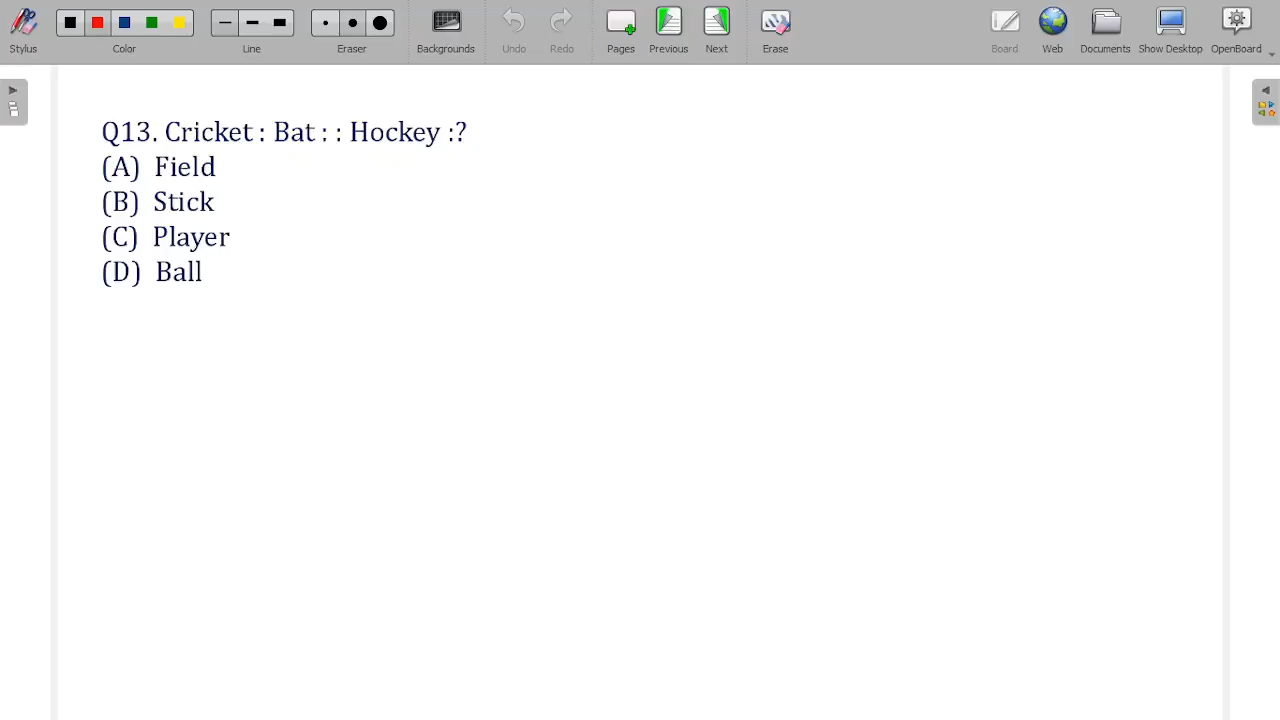 Stylus Color Line Eraser Backgrounds Undo Redo Pages Previous Next Erase Board Web Documents Show Desktop OpenBoard
Q13. Cricket : Bat : : Hockey :?
(A) Field
(B) Stick
(C) Player
(D) Ball